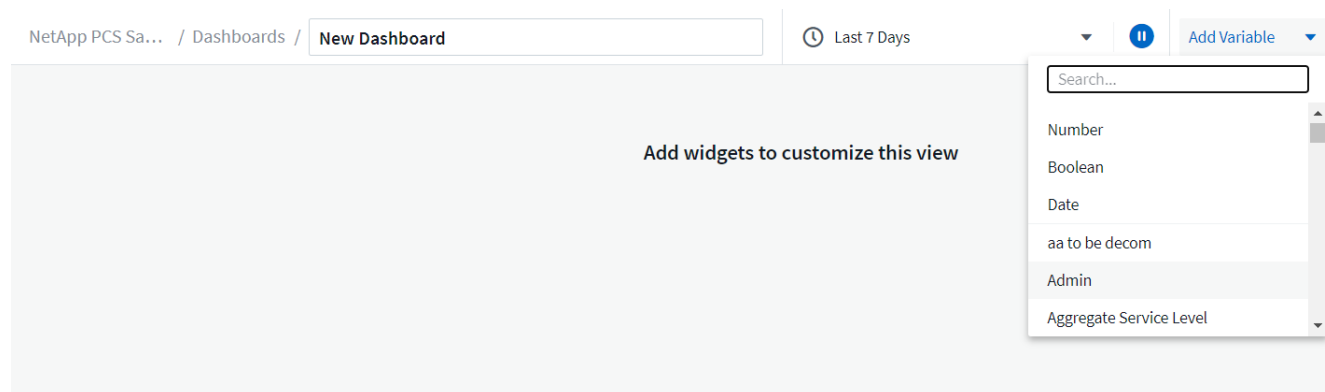 NetApp PCS Sa... / Dashboards / New Dashboard Last 7 Days Add Variable
Search...
Number
Boolean
Add widgets to customize this view
Date
aa to be decom
Admin
Aggregate Service Level